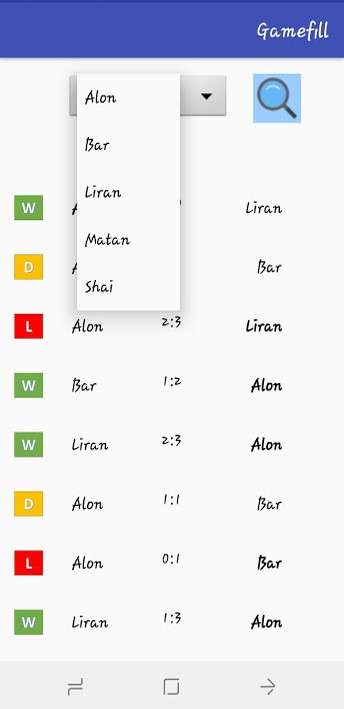 Gamefill
Alon
Bar
Liran
Matan
Shai
W Liran
D Bar
L Alon 2:3 Liran
W Bar 1:2 Alon
W Liran 2:3 Alon
D Alon 1:1 Bar
L Alon 0:1 Bar
W Liran 1:3 Alon